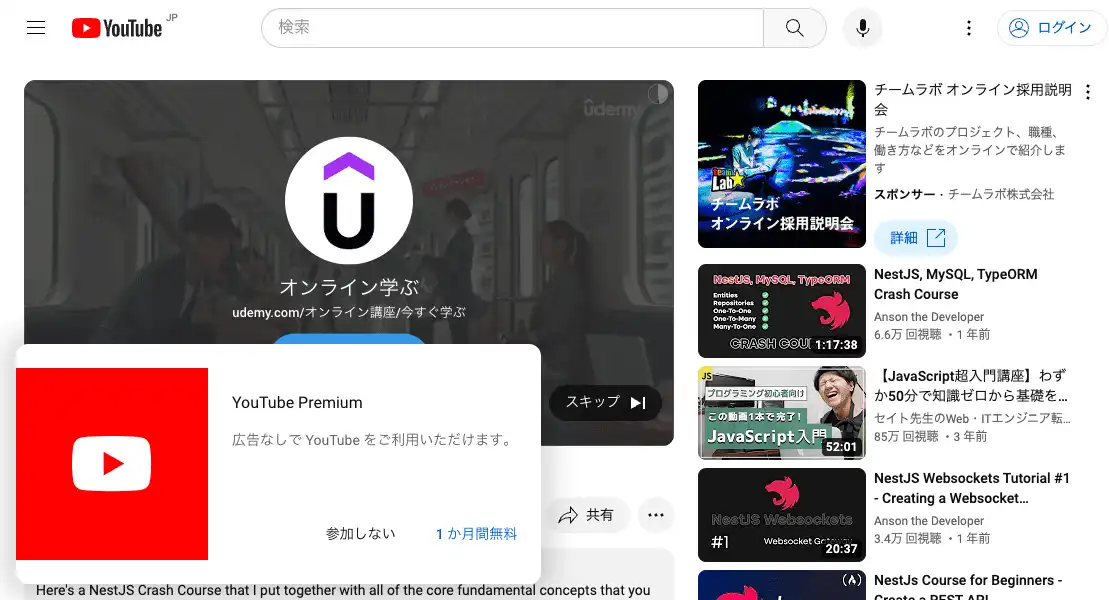 YouTube JP
検索
ログイン
udemy
オンライン学ぶ
udemy.com/オンライン講座/今すぐ学ぶ
スキップ
YouTube Premium
広告なしで YouTube をご利用いただけます。
参加しない
1 か月間無料
共有
Here's a NestJS Crash Course that I put together with all of the core fundamental concepts that you
teamLab
チームラボ
オンライン採用説明会
チームラボ オンライン採用説明
会
チームラボのプロジェクト、職種、
働き方などをオンラインで紹介しま
す
スポンサー・チームラボ株式会社
詳細
NestJS, MySQL, TypeORM
Entities
Repositories
One-To-One
One-To-Many
Many-To-One
CRASH COU
1:17:38
NestJS, MySQL, TypeORM
Crash Course
Anson the Developer
6.6万 回視聴・1 年前
JS
プログラミング初心者向け
この動画1本で完了!
JavaScript入門
52:01
【JavaScript超入門講座】わず
か50分で知識ゼロから基礎を…
セイト先生のWeb・ITエンジニア転…
85万 回視聴・3 年前
NestJS Websockets
#1
Websocket Gateway
20:37
NestJS Websockets Tutorial #1
- Creating a Websocket…
Anson the Developer
3.4万 回視聴・1 年前
NestJs Course for Beginners -
Create a REST API